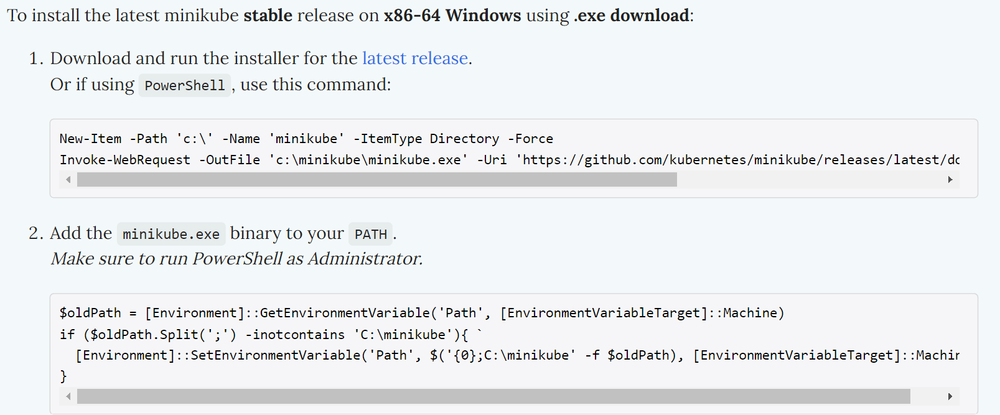 To install the latest minikube stable release on x86-64 Windows using .exe download:
1. Download and run the installer for the latest release.
Or if using PowerShell, use this command:
New-Item -Path 'c:\' -Name 'minikube' -ItemType Directory -Force
Invoke-WebRequest -OutFile 'c:\minikube\minikube.exe' -Uri 'https://github.com/kubernetes/minikube/releases/latest/dc
2. Add the minikube.exe binary to your PATH.
Make sure to run PowerShell as Administrator.
$oldPath = [Environment]::GetEnvironmentVariable('Path', [EnvironmentVariableTarget]::Machine)
if ($oldPath.Split(';') -inotcontains 'C:\minikube'){ `
  [Environment]::SetEnvironmentVariable('Path', $('{0};C:\minikube' -f $oldPath), [EnvironmentVariableTarget]::Machin
}